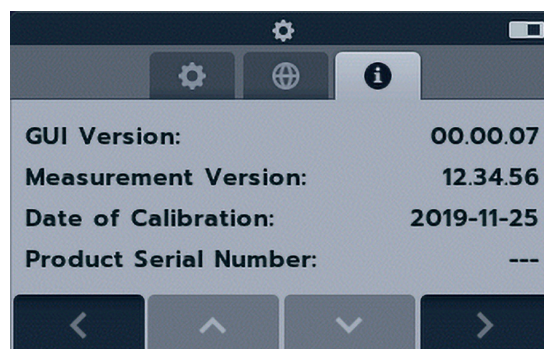 GUI Version: 00.00.07
Measurement Version: 12.34.56
Date of Calibration: 2019-11-25
Product Serial Number: ---